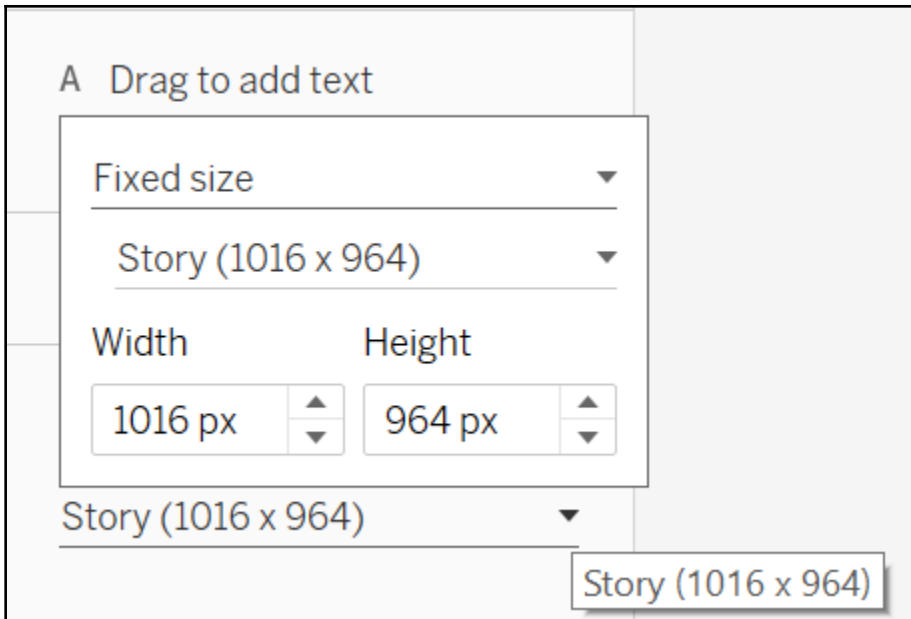 A Drag to add text
Fixed size
Story (1016 x 964)
Width Height
1016 px 964 px
Story (1016 x 964)
Story (1016 x 964)